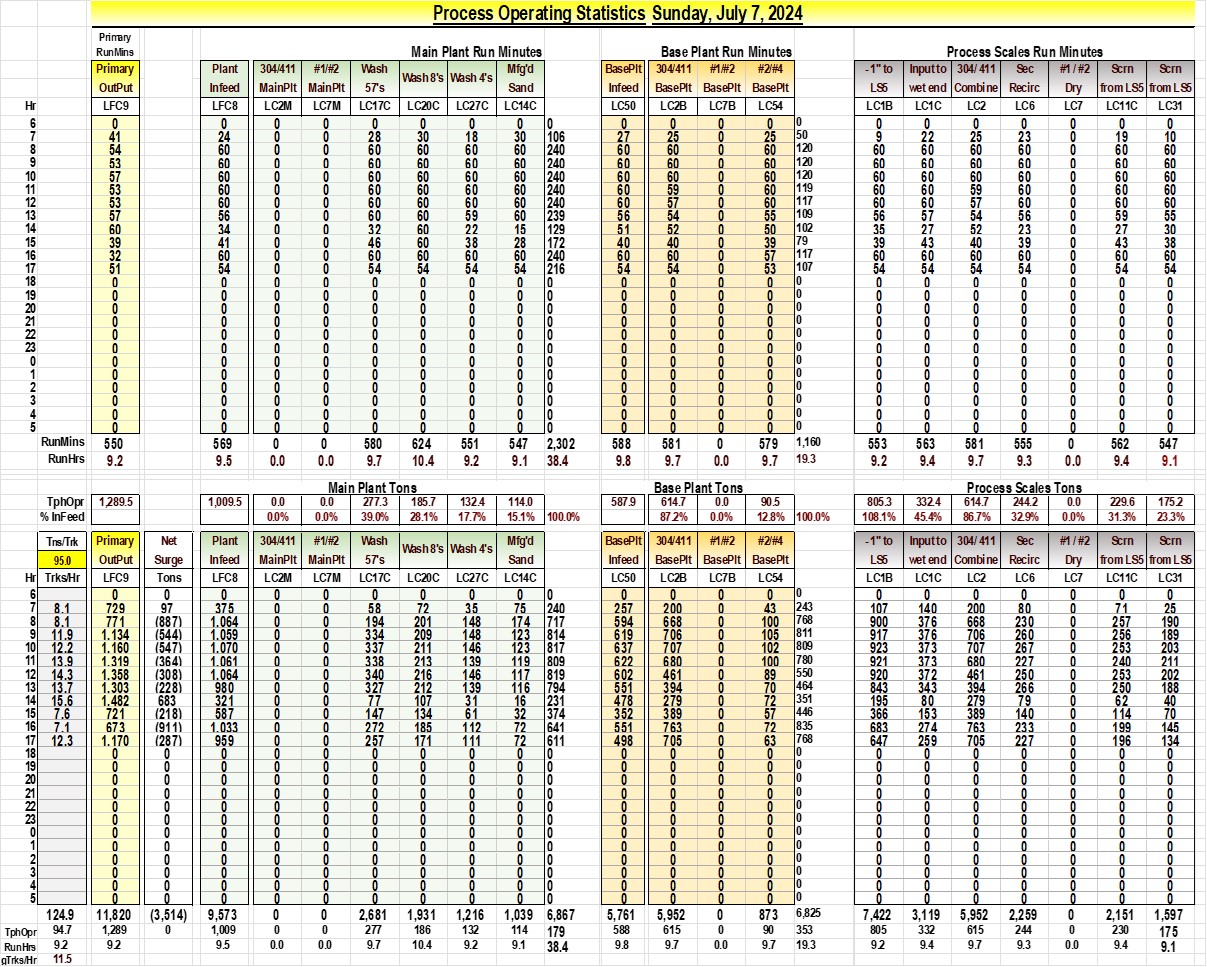 Process Operating Statistics Sunday, July 7, 2024
Primary
RunMins Main Plant Run Minutes Base Plant Run Minutes Process Scales Run Minutes
Primary Plant 304/411 #1/#2 Wash Wash 8's Wash 4's Mfg'd BasePlt 304/411 #1/#2 #2/#4 -1" to Input to 304/ 411 Sec #1 / #2 Scrn Scrn
OutPut Infeed MainPlt MainPlt 57's Sand Infeed BasePlt BasePlt BasePlt LS5 wet end Combine Recirc Dry from LS5 from LS5
Hr LFC9 LFC8 LC2M LC7M LC17C LC20C LC27C LC14C LC50 LC2B LC7B LC54 LC1B LC1C LC2 LC6 LC7 LC11C LC31
6 0 0 0 0 0 0 0 0 0 0 0 0 0 0 0 0 0 0 0 0 0
7 41 24 0 0 28 30 18 30 106 27 25 0 25 50 9 22 25 23 0 19 10
8 54 60 0 0 60 60 60 60 240 60 60 0 60 120 60 60 60 60 0 60 60
9 53 60 0 0 60 60 60 60 240 60 60 0 60 120 60 60 60 60 0 60 60
10 57 60 0 0 60 60 60 60 240 60 60 0 60 120 60 60 60 60 0 60 60
11 53 60 0 0 60 60 60 60 240 60 59 0 60 119 60 60 59 60 0 60 60
12 53 60 0 0 60 60 60 60 240 60 57 0 60 117 60 60 57 60 0 60 60
13 57 56 0 0 60 60 59 60 239 56 54 0 55 109 56 57 54 56 0 59 55
14 60 34 0 0 32 60 22 15 129 51 52 0 50 102 35 27 52 23 0 27 30
15 39 41 0 0 46 60 38 28 172 40 40 0 39 79 39 43 40 39 0 43 38
16 32 60 0 0 60 60 60 60 240 60 60 0 57 117 60 60 60 60 0 60 60
17 51 54 0 0 54 54 54 54 216 54 54 0 53 107 54 54 54 54 0 54 54
18 0 0 0 0 0 0 0 0 0 0 0 0 0 0 0 0 0 0 0 0 0
19 0 0 0 0 0 0 0 0 0 0 0 0 0 0 0 0 0 0 0 0 0
20 0 0 0 0 0 0 0 0 0 0 0 0 0 0 0 0 0 0 0 0 0
21 0 0 0 0 0 0 0 0 0 0 0 0 0 0 0 0 0 0 0 0 0
22 0 0 0 0 0 0 0 0 0 0 0 0 0 0 0 0 0 0 0 0 0
23 0 0 0 0 0 0 0 0 0 0 0 0 0 0 0 0 0 0 0 0 0
0 0 0 0 0 0 0 0 0 0 0 0 0 0 0 0 0 0 0 0 0 0
1 0 0 0 0 0 0 0 0 0 0 0 0 0 0 0 0 0 0 0 0 0
2 0 0 0 0 0 0 0 0 0 0 0 0 0 0 0 0 0 0 0 0 0
3 0 0 0 0 0 0 0 0 0 0 0 0 0 0 0 0 0 0 0 0 0
4 0 0 0 0 0 0 0 0 0 0 0 0 0 0 0 0 0 0 0 0 0
5 0 0 0 0 0 0 0 0 0 0 0 0 0 0 0 0 0 0 0 0 0
RunMins 550 569 0 0 580 624 551 547 2,302 588 581 0 579 1,160 553 563 581 555 0 562 547
RunHrs 9.2 9.5 0.0 0.0 9.7 10.4 9.2 9.1 38.4 9.8 9.7 0.0 9.7 19.3 9.2 9.4 9.7 9.3 0.0 9.4 9.1
Main Plant Tons Base Plant Tons Process Scales Tons
TphOpr 1,289.5 1,009.5 0.0 0.0 277.3 185.7 132.4 114.0 587.9 614.7 0.0 90.5 805.3 332.4 614.7 244.2 0.0 229.6 175.2
% InFeed 0.0% 0.0% 39.0% 28.1% 17.7% 15.1% 100.0% 87.2% 0.0% 12.8% 100.0% 108.1% 45.4% 86.7% 32.9% 0.0% 31.3% 23.3%
Tns/Trk Primary Net Plant 304/411 #1/#2 Wash Wash 8's Wash 4's Mfg'd BasePlt 304/411 #1/#2 #2/#4 -1" to Input to 304/ 411 Sec #1 / #2 Scrn Scrn
95.0 OutPut Surge Infeed MainPlt MainPlt 57's Sand Infeed BasePlt BasePlt BasePlt LS5 wet end Combine Recirc Dry from LS5 from LS5
Hr Trks/Hr LFC9 Tons LFC8 LC2M LC7M LC17C LC20C LC27C LC14C LC50 LC2B LC7B LC54 LC1B LC1C LC2 LC6 LC7 LC11C LC31
6 0 0 0 0 0 0 0 0 0 0 0 0 0 0 0 0 0 0 0 0 0 0
7 8.1 729 97 375 0 0 58 72 35 75 240 257 200 0 43 243 107 140 200 80 0 71 25
8 8.1 771 (887) 1,064 0 0 194 201 148 174 717 594 668 0 100 768 900 376 668 230 0 257 190
9 11.9 1,134 (544) 1,059 0 0 334 209 148 123 814 619 706 0 105 811 917 376 706 260 0 256 189
10 12.2 1,160 (547) 1,070 0 0 337 211 146 123 817 637 707 0 102 809 923 373 707 267 0 253 203
11 13.9 1,319 (364) 1,061 0 0 338 213 139 119 809 622 680 0 100 780 921 373 680 227 0 240 211
12 14.3 1,358 (308) 1,064 0 0 340 216 146 117 819 602 461 0 89 550 920 372 461 250 0 253 202
13 13.7 1,303 (228) 980 0 0 327 212 139 116 794 551 394 0 70 464 843 343 394 266 0 250 188
14 15.6 1,482 683 321 0 0 77 107 31 16 231 478 279 0 72 351 195 80 279 79 0 62 40
15 7.6 721 (218) 587 0 0 147 134 61 32 374 352 389 0 57 446 366 153 389 140 0 114 70
16 7.1 673 (911) 1,033 0 0 272 185 112 72 641 551 763 0 72 835 683 274 763 233 0 199 145
17 12.3 1,170 (287) 959 0 0 257 171 111 72 611 498 705 0 63 768 647 259 705 227 0 196 134
18 0 0 0 0 0 0 0 0 0 0 0 0 0 0 0 0 0 0 0 0 0 0
19 0 0 0 0 0 0 0 0 0 0 0 0 0 0 0 0 0 0 0 0 0 0
20 0 0 0 0 0 0 0 0 0 0 0 0 0 0 0 0 0 0 0 0 0 0
21 0 0 0 0 0 0 0 0 0 0 0 0 0 0 0 0 0 0 0 0 0 0
22 0 0 0 0 0 0 0 0 0 0 0 0 0 0 0 0 0 0 0 0 0 0
23 0 0 0 0 0 0 0 0 0 0 0 0 0 0 0 0 0 0 0 0 0 0
0 0 0 0 0 0 0 0 0 0 0 0 0 0 0 0 0 0 0 0 0 0 0
1 0 0 0 0 0 0 0 0 0 0 0 0 0 0 0 0 0 0 0 0 0 0
2 0 0 0 0 0 0 0 0 0 0 0 0 0 0 0 0 0 0 0 0 0 0
3 0 0 0 0 0 0 0 0 0 0 0 0 0 0 0 0 0 0 0 0 0 0
4 0 0 0 0 0 0 0 0 0 0 0 0 0 0 0 0 0 0 0 0 0 0
5 0 0 0 0 0 0 0 0 0 0 0 0 0 0 0 0 0 0 0 0 0 0
124.9 11,820 (3,514) 9,573 0 0 2,681 1,931 1,216 1,039 6,867 5,761 5,952 0 873 6,825 7,422 3,119 5,952 2,259 0 2,151 1,597
TphOpr 94.7 1,289 0 1,009 0 0 277 186 132 114 179 588 615 0 90 353 805 332 615 244 0 230 175
RunHrs 9.2 9.2 9.5 0.0 0.0 9.7 10.4 9.2 9.1 38.4 9.8 9.7 0.0 9.7 19.3 9.2 9.4 9.7 9.3 0.0 9.4 9.1
gTrks/Hr 11.5